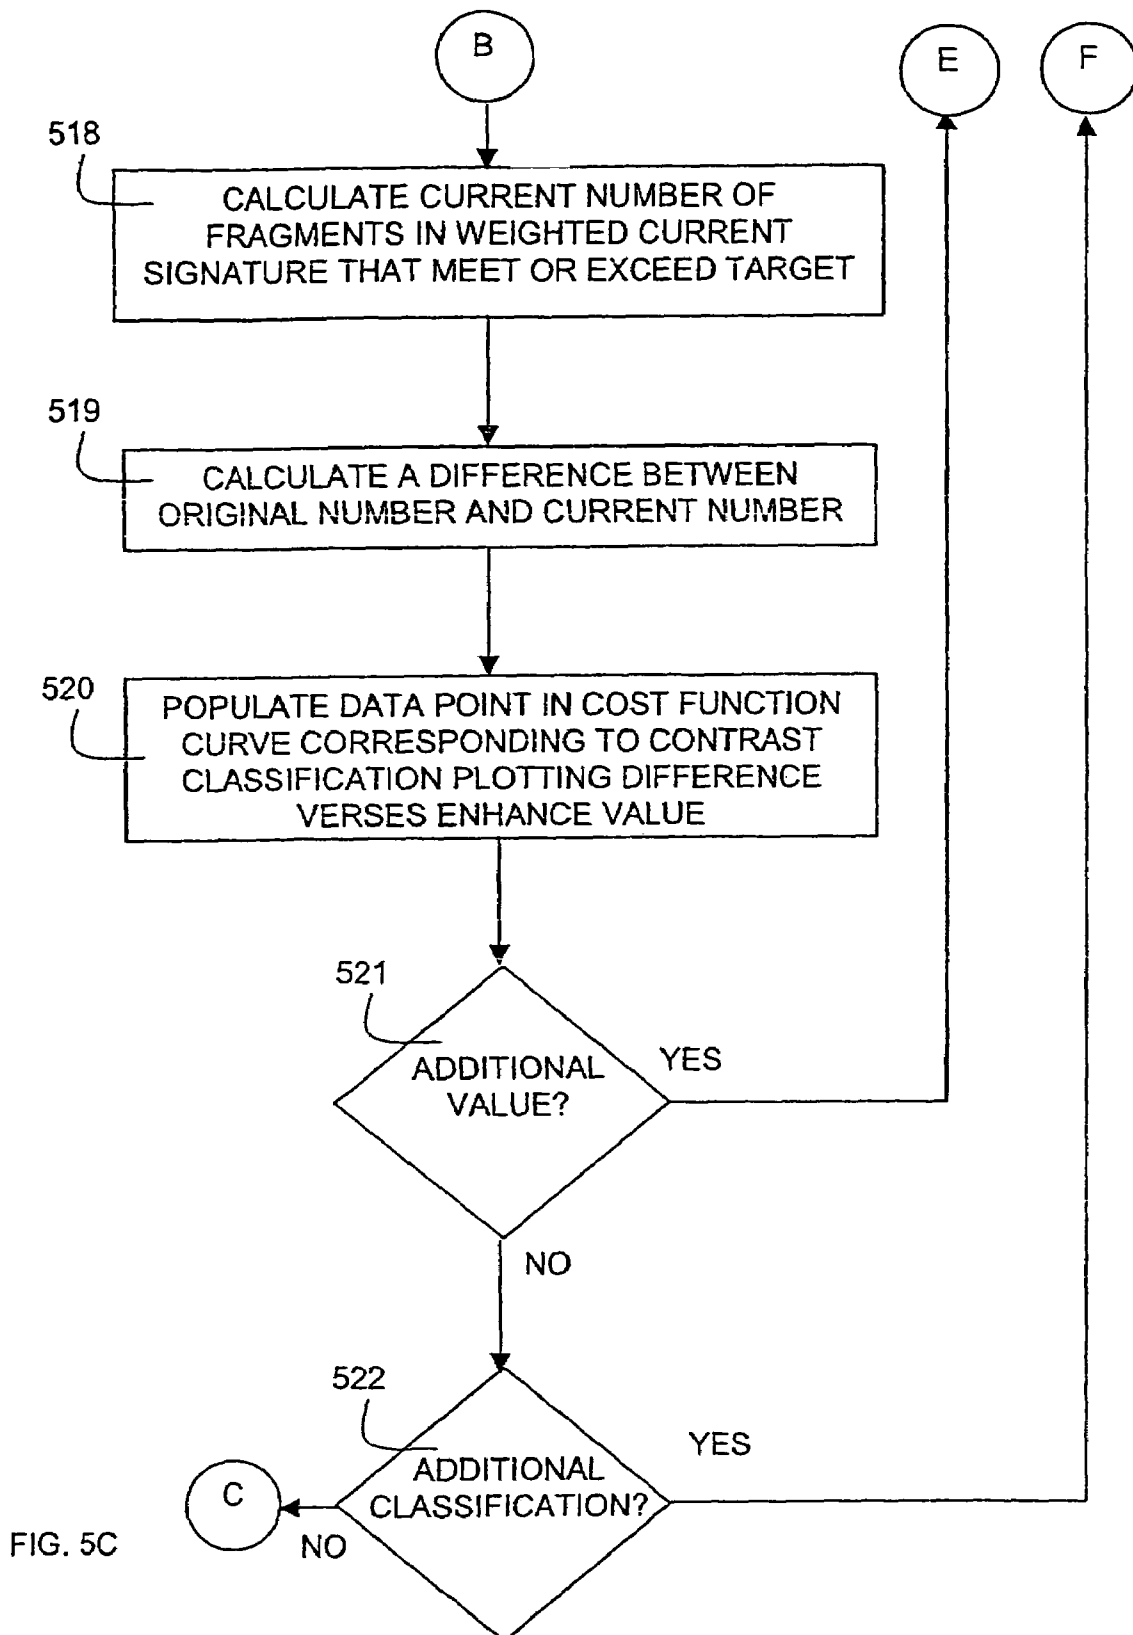 B
E
F
518
CALCULATE CURRENT NUMBER OF
FRAGMENTS IN WEIGHTED CURRENT
SIGNATURE THAT MEET OR EXCEED TARGET
519
CALCULATE A DIFFERENCE BETWEEN
ORIGINAL NUMBER AND CURRENT NUMBER
520
POPULATE DATA POINT IN COST FUNCTION
CURVE CORRESPONDING TO CONTRAST
CLASSIFICATION PLOTTING DIFFERENCE
VERSES ENHANCE VALUE
521
ADDITIONAL
VALUE?
YES
NO
522
ADDITIONAL
CLASSIFICATION?
YES
C
NO
FIG. 5C